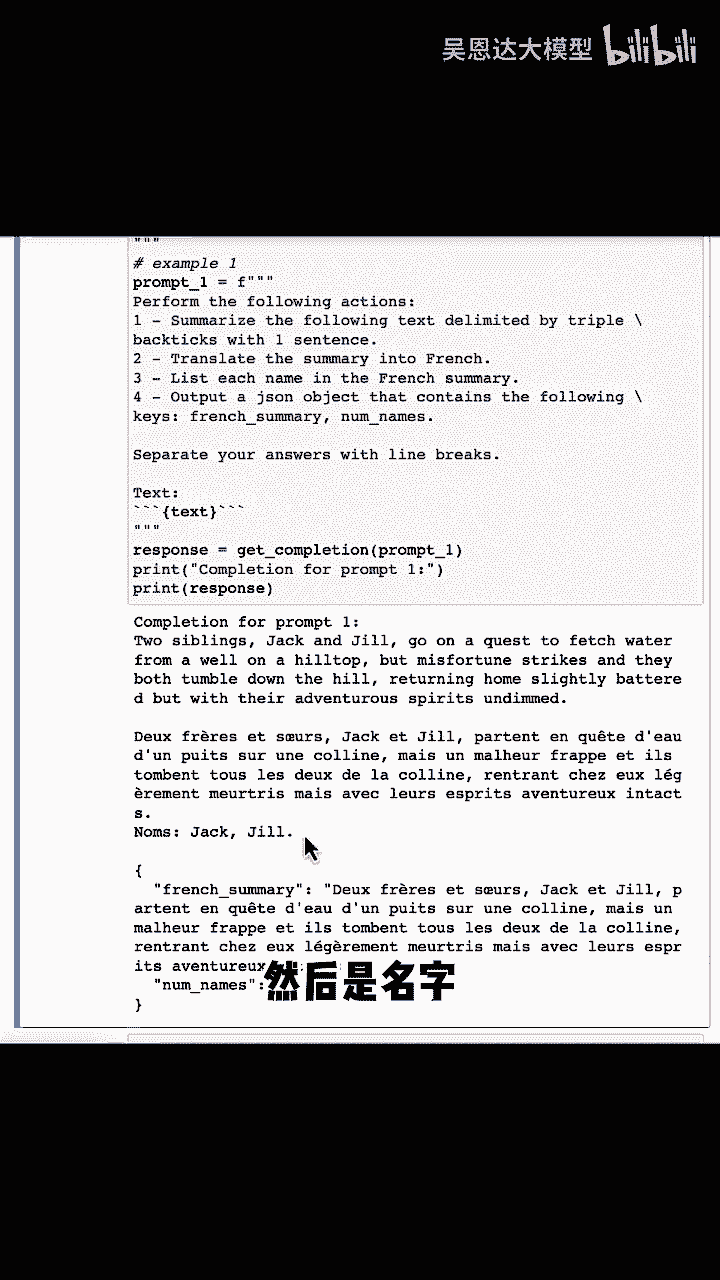 吴恩达大模型 bilibili
"""
# example 1
prompt_1 = f"""
Perform the following actions:
1 - Summarize the following text delimited by triple \
backticks with 1 sentence.
2 - Translate the summary into French.
3 - List each name in the French summary.
4 - Output a json object that contains the following \
keys: french_summary, num_names.
Separate your answers with line breaks.
Text:
```{text}```
"""
response = get_completion(prompt_1)
print("Completion for prompt 1:")
print(response)
Completion for prompt 1:
Two siblings, Jack and Jill, go on a quest to fetch water
from a well on a hilltop, but misfortune strikes and they
both tumble down the hill, returning home slightly battere
d but with their adventurous spirits undimmed.
Deux frères et sœurs, Jack et Jill, partent en quête d'eau
d'un puits sur une colline, mais un malheur frappe et ils
tombent tous les deux de la colline, rentrant chez eux lég
èrement meurtris mais avec leurs esprits aventureux intact
s.
Noms: Jack, Jill.
{
"french_summary": "Deux frères et sœurs, Jack et Jill, p
artent en quête d'eau d'un puits sur une colline, mais un
malheur frappe et ils tombent tous les deux de la colline,
rentrant chez eux légèrement meurtris mais avec leurs espr
its aventureux
"num_names":
}
然后是名字